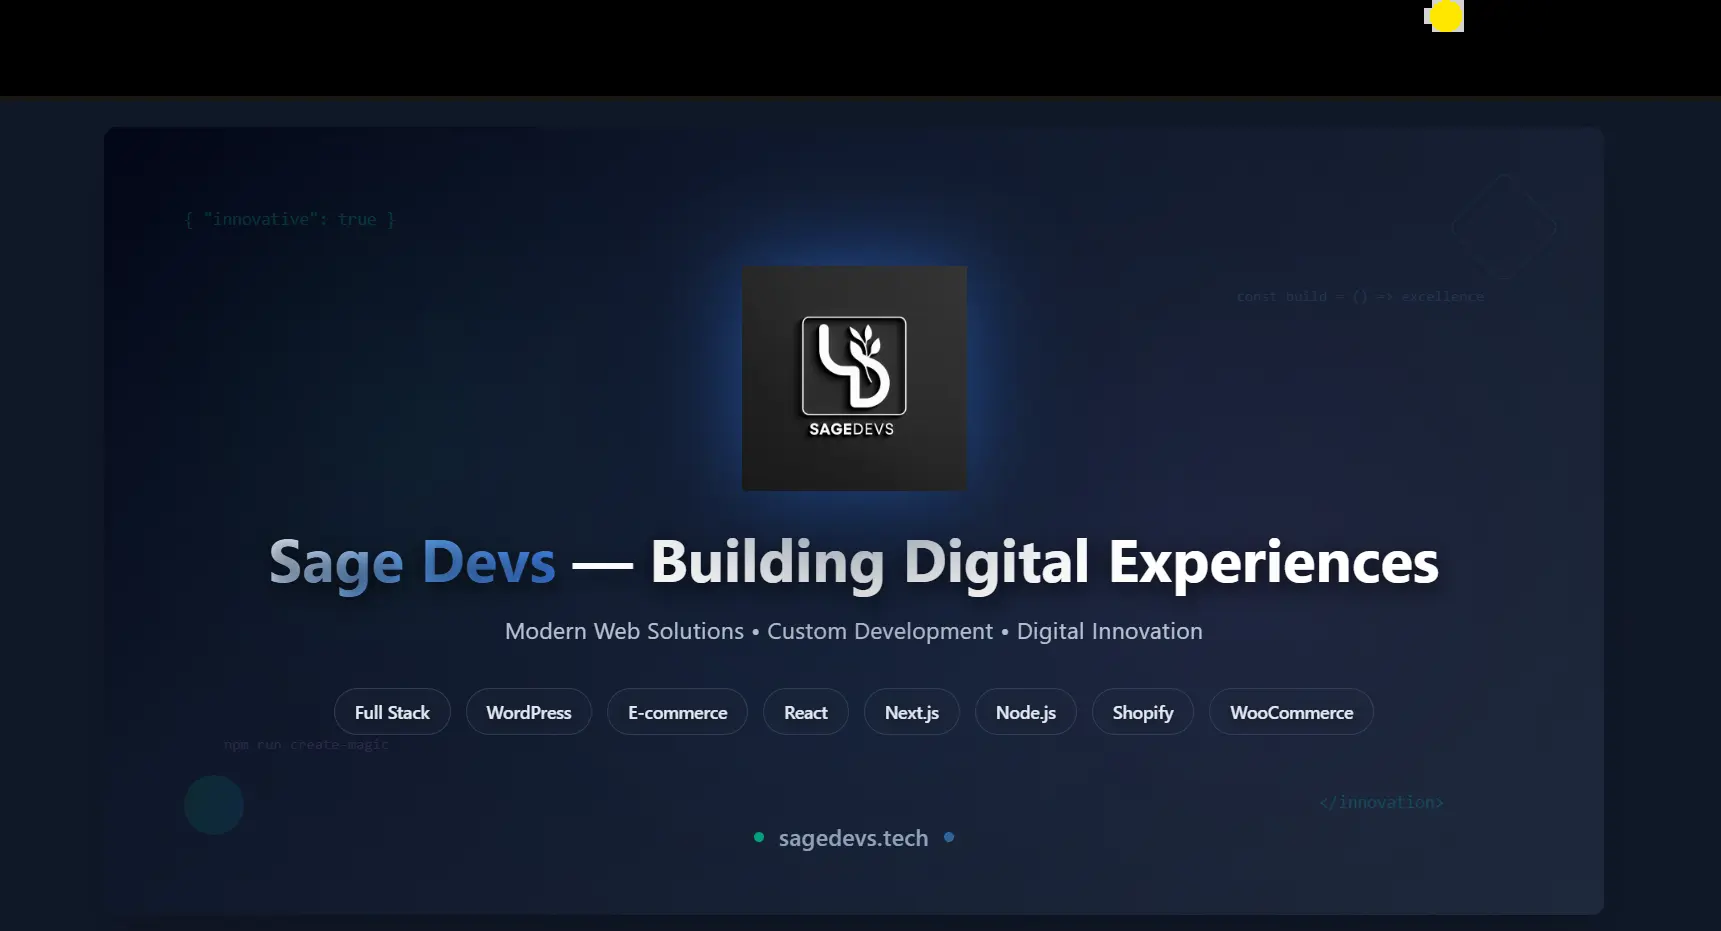 { "innovative": true }
const build = () => excellence
SAGEDEVS
Sage Devs — Building Digital Experiences
Modern Web Solutions • Custom Development • Digital Innovation
Full Stack
WordPress
E-commerce
React
Next.js
Node.js
Shopify
WooCommerce
npm run create-magic
</innovation>
sagedevs.tech